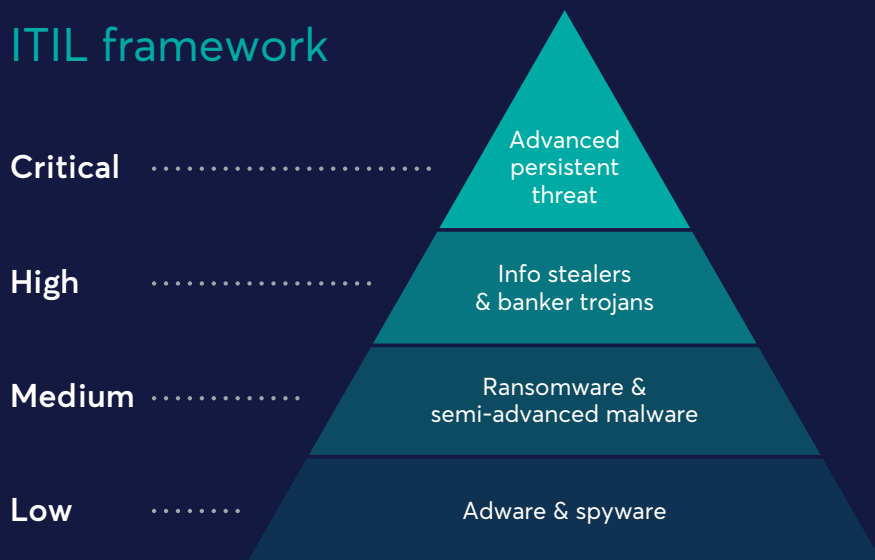 ITIL framework
Critical
Advanced
persistent
threat
High
Info stealers
& banker trojans
Medium
Ransomware &
semi-advanced malware
Low
Adware & spyware